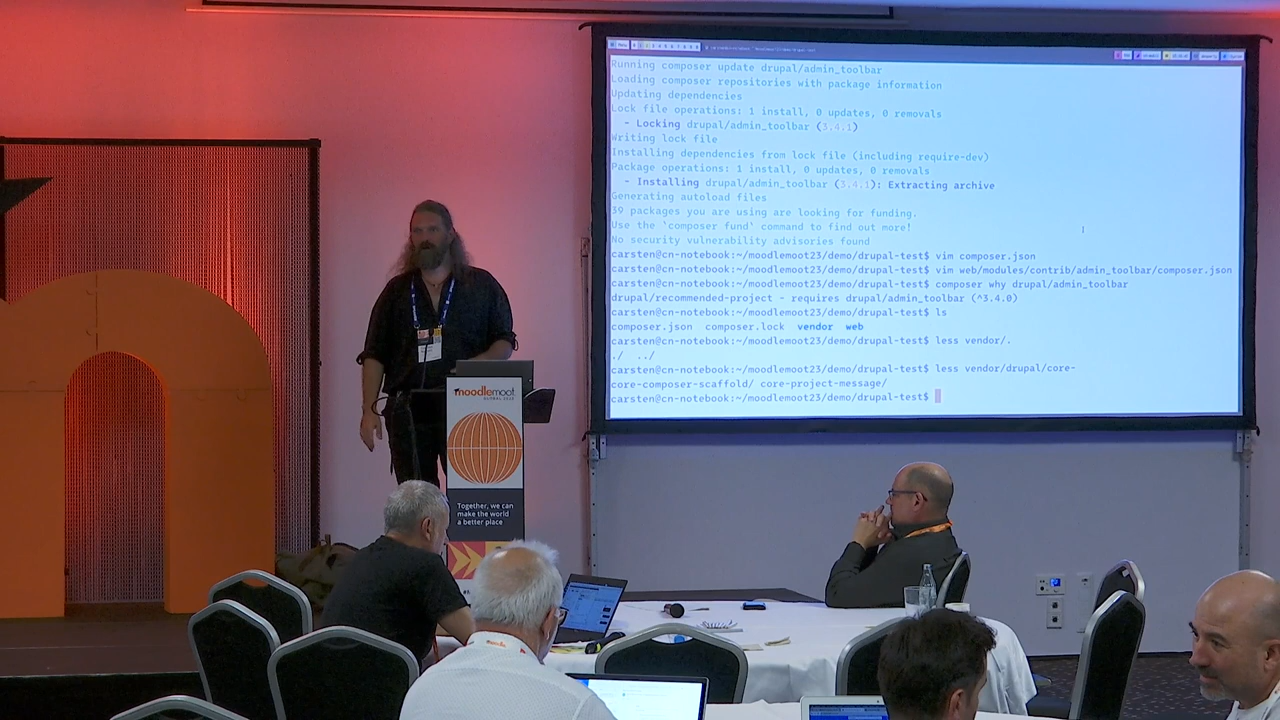 Running composer update drupal/admin_toolbar
Loading composer repositories with package information
Updating dependencies
Lock file operations: 1 install, 0 updates, 0 removals
  - Locking drupal/admin_toolbar (3.4.1)
Writing lock file
Installing dependencies from lock file (including require-dev)
Package operations: 1 install, 0 updates, 0 removals
  - Installing drupal/admin_toolbar (3.4.1): Extracting archive
Generating autoload files
39 packages you are using are looking for funding.
Use the `composer fund` command to find out more!
No security vulnerability advisories found
carsten@cn-notebook:~/moodlemoot23/demo/drupal-test$ vim composer.json
carsten@cn-notebook:~/moodlemoot23/demo/drupal-test$ vim web/modules/contrib/admin_toolbar/composer.json
carsten@cn-notebook:~/moodlemoot23/demo/drupal-test$ composer why drupal/admin_toolbar
drupal/recommended-project - requires drupal/admin_toolbar (^3.4.0)
carsten@cn-notebook:~/moodlemoot23/demo/drupal-test$ ls
composer.json  composer.lock  vendor  web
carsten@cn-notebook:~/moodlemoot23/demo/drupal-test$ less vendor/.
./  ../
carsten@cn-notebook:~/moodlemoot23/demo/drupal-test$ less vendor/drupal/core-
core-composer-scaffold/ core-project-message/
carsten@cn-notebook:~/moodlemoot23/demo/drupal-test$
moodlemoot
Together, we can
make the world
a better place